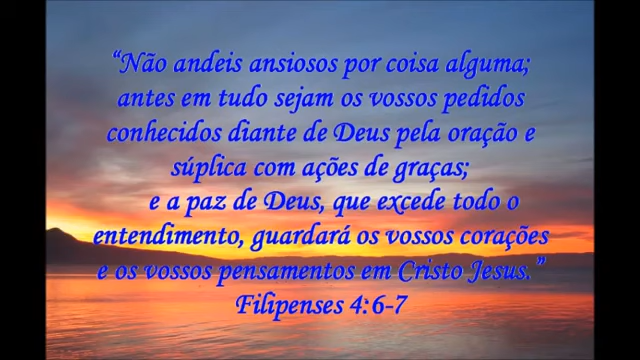 “Não andeis ansiosos por coisa alguma;
antes em tudo sejam os vossos pedidos
conhecidos diante de Deus pela oração e
súplica com ações de graças;
e a paz de Deus, que excede todo o
entendimento, guardará os vossos corações
e os vossos pensamentos em Cristo Jesus.”
Filipenses 4:6-7